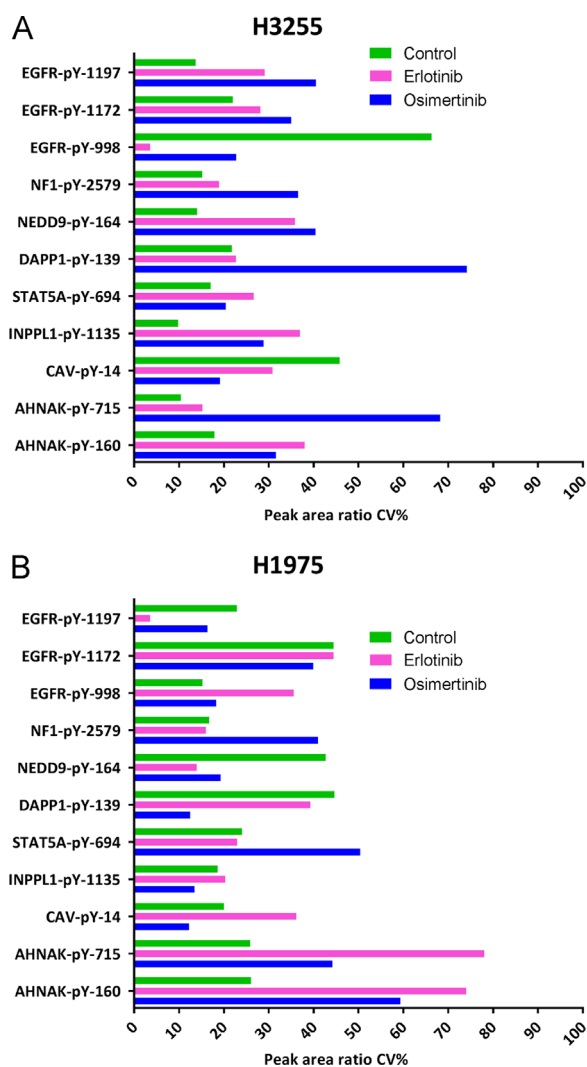 A
H3255
Control
Erlotinib
Osimertinib
EGFR-pY-1197
EGFR-pY-1172
EGFR-pY-998
NF1-pY-2579
NEDD9-pY-164
DAPP1-pY-139
STAT5A-pY-694
INPPL1-pY-1135
CAV-pY-14
AHNAK-pY-715
AHNAK-pY-160
0 10 20 30 40 50 60 70 80 90 100
Peak area ratio CV%
B
H1975
Control
Erlotinib
Osimertinib
EGFR-pY-1197
EGFR-pY-1172
EGFR-pY-998
NF1-pY-2579
NEDD9-pY-164
DAPP1-pY-139
STAT5A-pY-694
INPPL1-pY-1135
CAV-pY-14
AHNAK-pY-715
AHNAK-pY-160
0 10 20 30 40 50 60 70 80 90 100
Peak area ratio CV%